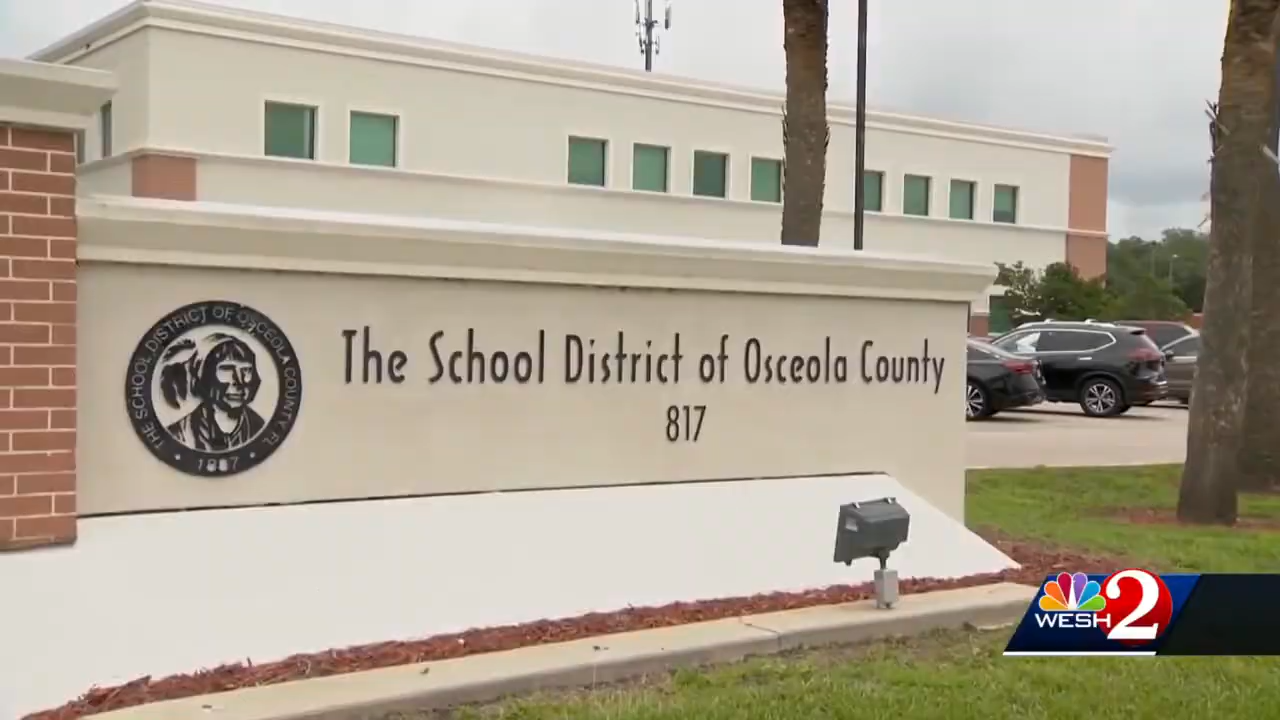 THE SCHOOL DISTRICT OF OSCEOLA COUNTY, FL
• 1887 •
The School District of Osceola County
817
WESH 2